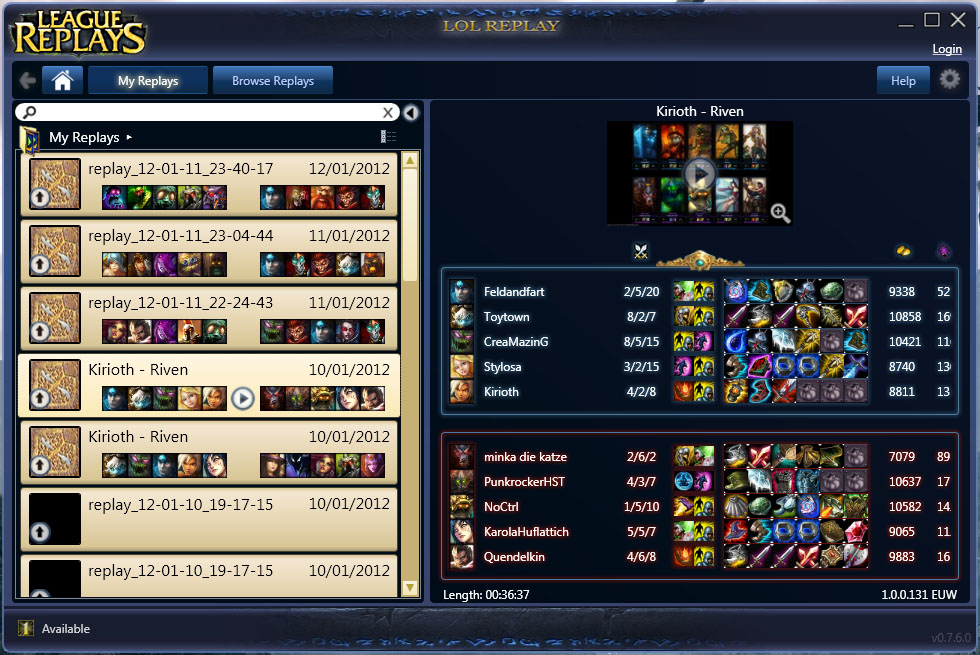 LEAGUE
REPLAYS
LOL REPLAY
Login
My Replays
Browse Replays
Help
My Replays
replay_12-01-11_23-40-17 12/01/2012
replay_12-01-11_23-04-44 11/01/2012
replay_12-01-11_22-24-43 11/01/2012
Kirioth - Riven 10/01/2012
Kirioth - Riven 10/01/2012
replay_12-01-10_19-17-15 10/01/2012
replay_12-01-10_19-17-15 10/01/2012
Kirioth - Riven
Feldandfart 2/5/20 9338 52
Toytown 8/2/7 10858 16
CreaMazinG 8/5/15 10421 11
Stylosa 3/2/15 8740 13
Kirioth 4/2/8 8811 13
minka die katze 2/6/2 7079 89
PunkrockerHST 4/3/7 10637 17
NoCtrl 1/5/10 10582 14
KarolaHuflattich 5/5/7 9065 11
Quendelkin 4/6/8 9883 16
Length: 00:36:37 1.0.0.131 EUW
Available
v0.7.6.0